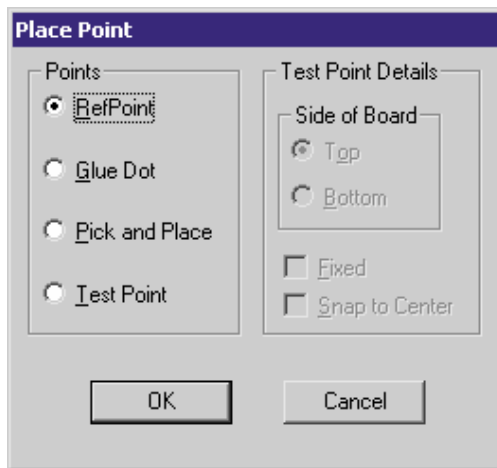 Place Point
Points
RefPoint
Glue Dot
Pick and Place
Test Point
Test Point Details
Side of Board
Top
Bottom
Fixed
Snap to Center
OK
Cancel